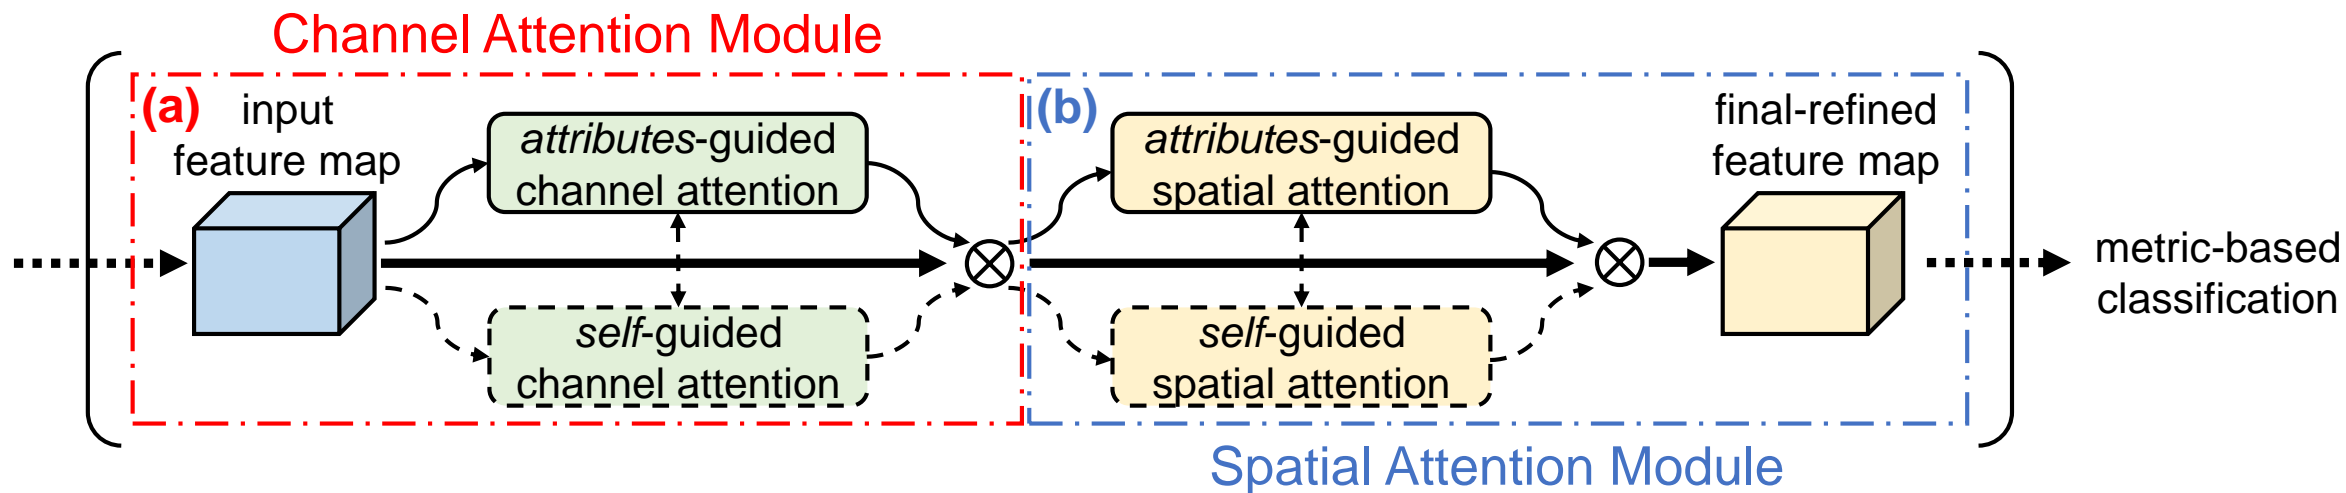 Channel Attention Module
(a)
input
feature map
attributes-guided
channel attention
self-guided
channel attention
(b)
attributes-guided
spatial attention
self-guided
spatial attention
final-refined
feature map
metric-based
classification
Spatial Attention Module